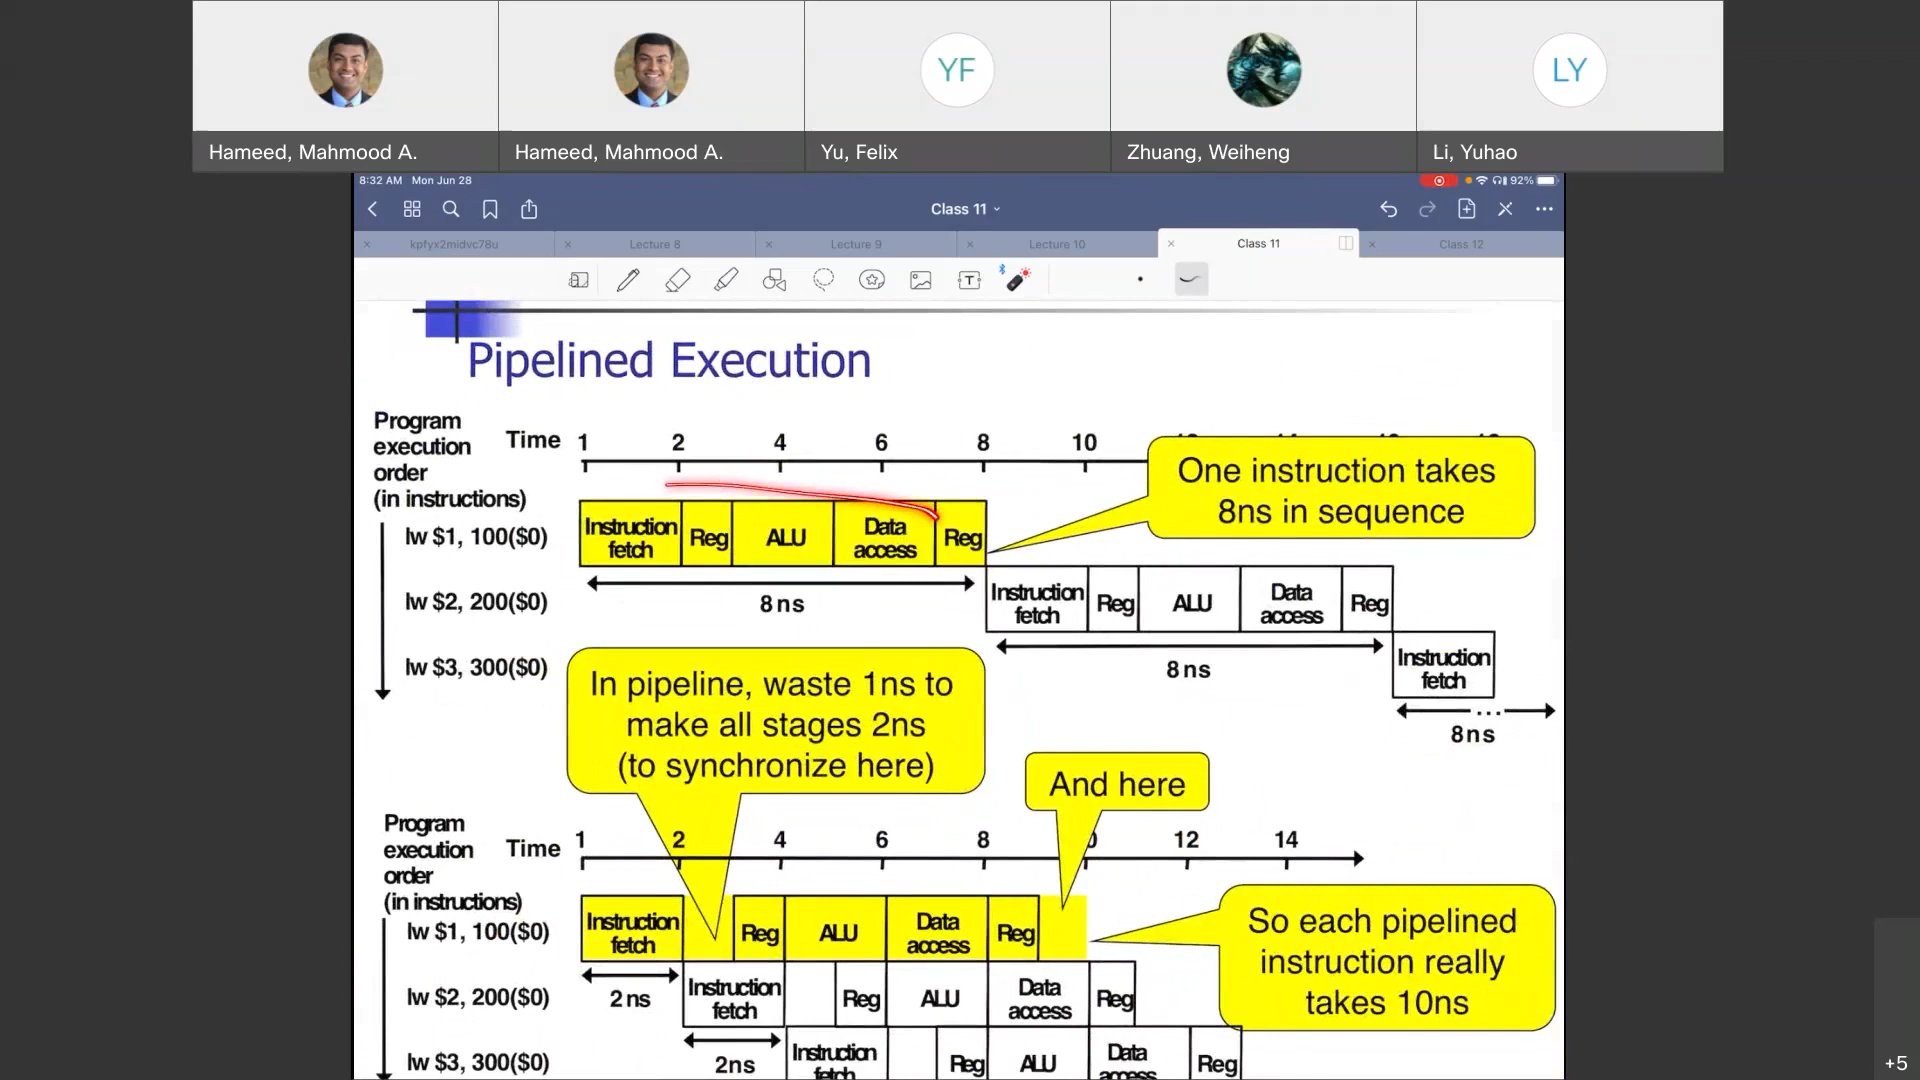 YF
LY
Hameed, Mahmood A.
Hameed, Mahmood A.
Yu, Felix
Zhuang, Weiheng
Li, Yuhao
8:32 AM Mon Jun 28
92%
Class 11
kpfyx2midvc78u
Lecture 8
Lecture 9
Lecture 10
Class 11
Class 12
T
Pipelined Execution
Program
execution
order
(in instructions)
Time
1 2 4 6 8 10
One instruction takes
8ns in sequence
lw $1, 100($0)
Instruction
fetch
Reg
ALU
Data
access
Reg
8 ns
lw $2, 200($0)
Instruction
fetch
Reg
ALU
Data
access
Reg
8 ns
lw $3, 300($0)
Instruction
fetch
...
8 ns
In pipeline, waste 1ns to
make all stages 2ns
(to synchronize here)
And here
Program
execution
order
(in instructions)
Time
1 2 4 6 8 0 12 14
So each pipelined
instruction really
takes 10ns
lw $1, 100($0)
Instruction
fetch
Reg
ALU
Data
access
Reg
2 ns
lw $2, 200($0)
Instruction
fetch
Reg
ALU
Data
access
Reg
2 ns
lw $3, 300($0)
Instruction
fetch
Reg
ALU
Data
access
Reg
+5